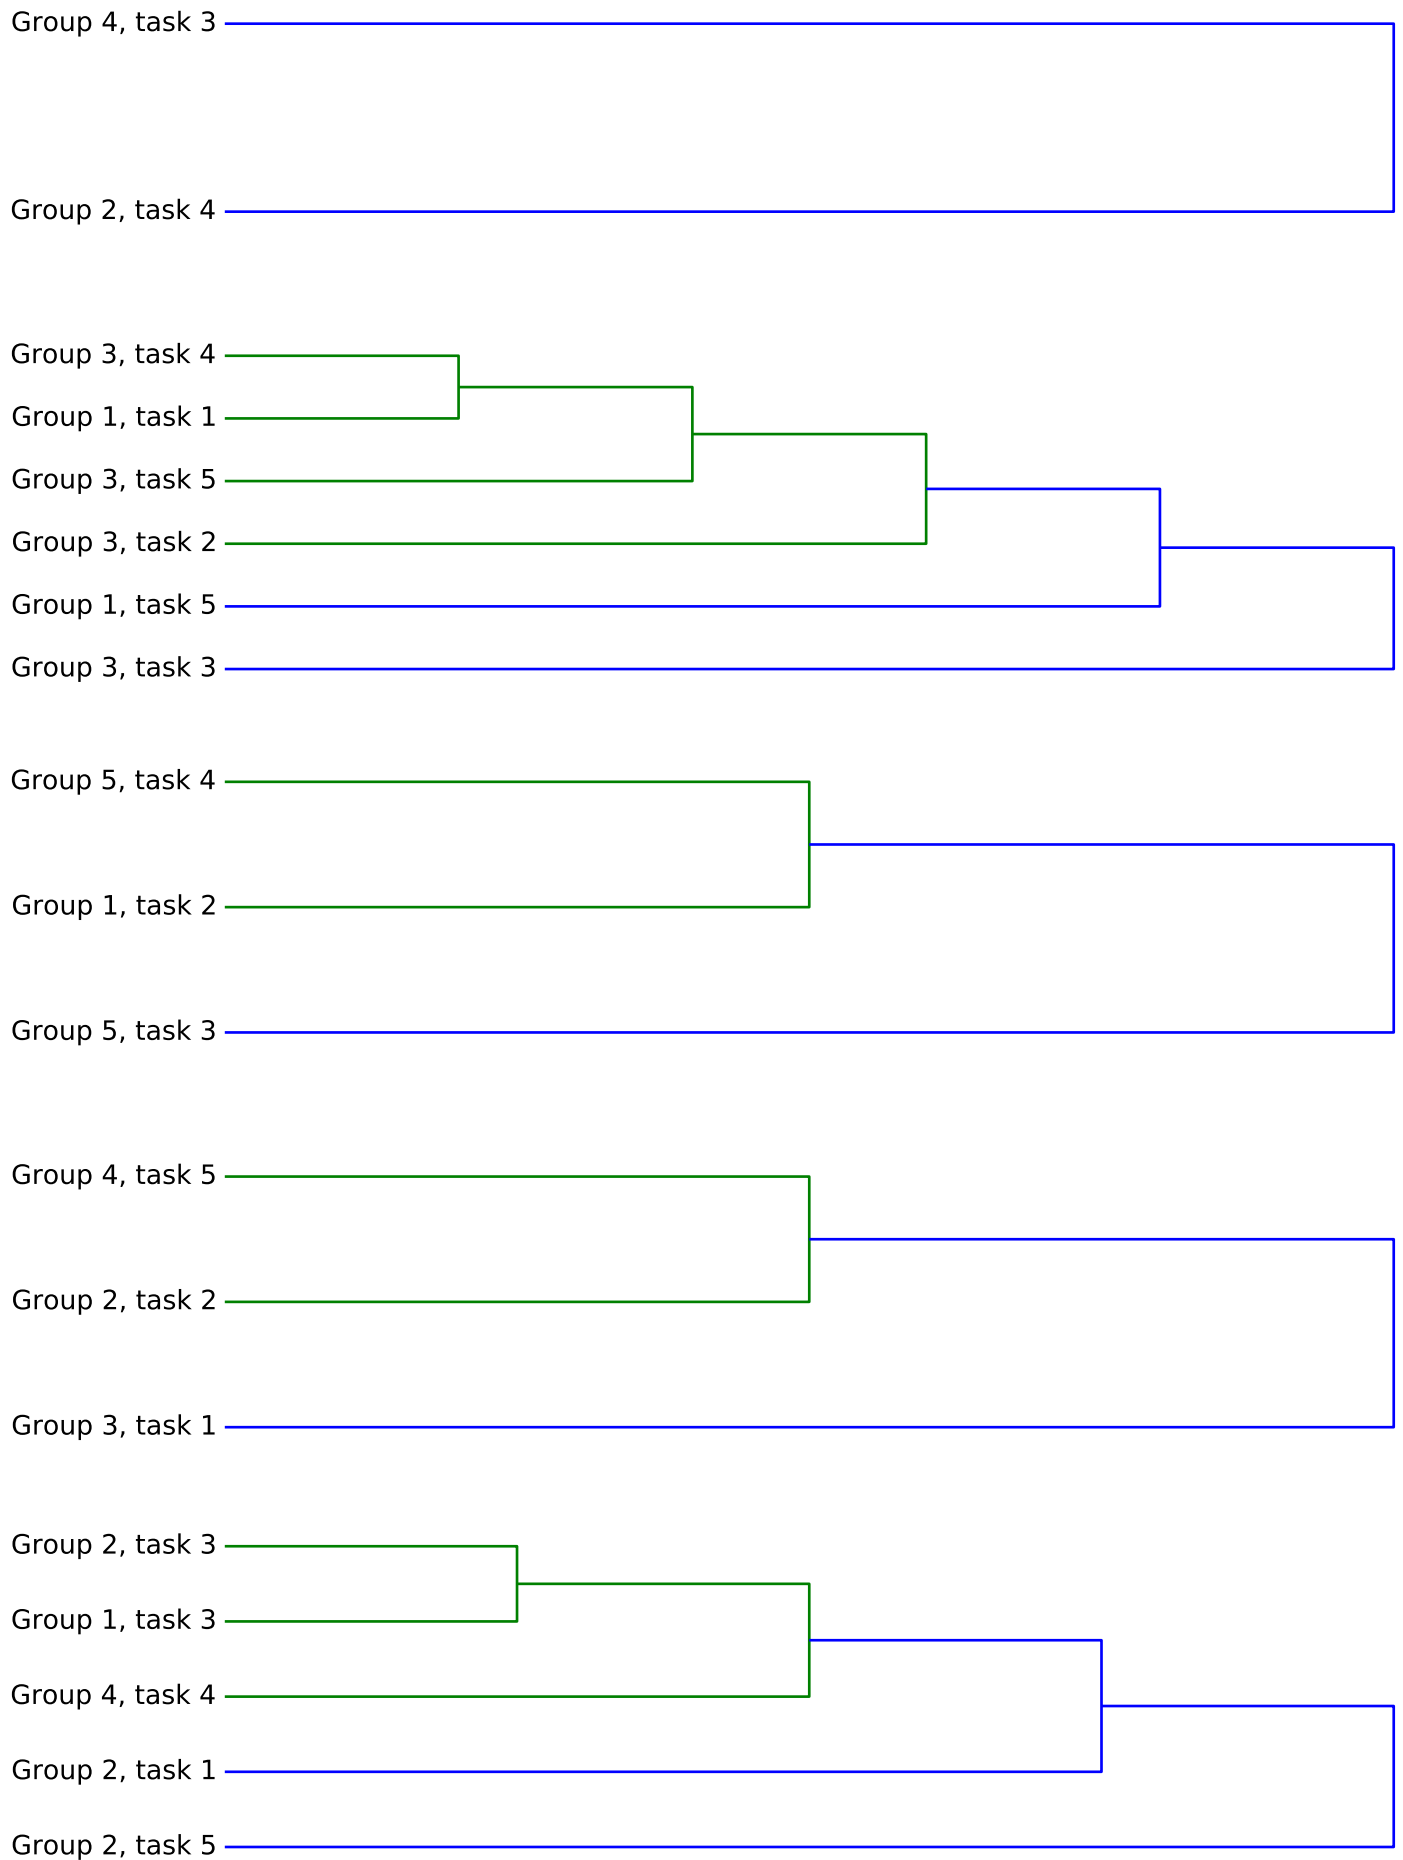 Group 4, task 3
Group 2, task 4
Group 3, task 4
Group 1, task 1
Group 3, task 5
Group 3, task 2
Group 1, task 5
Group 3, task 3
Group 5, task 4
Group 1, task 2
Group 5, task 3
Group 4, task 5
Group 2, task 2
Group 3, task 1
Group 2, task 3
Group 1, task 3
Group 4, task 4
Group 2, task 1
Group 2, task 5